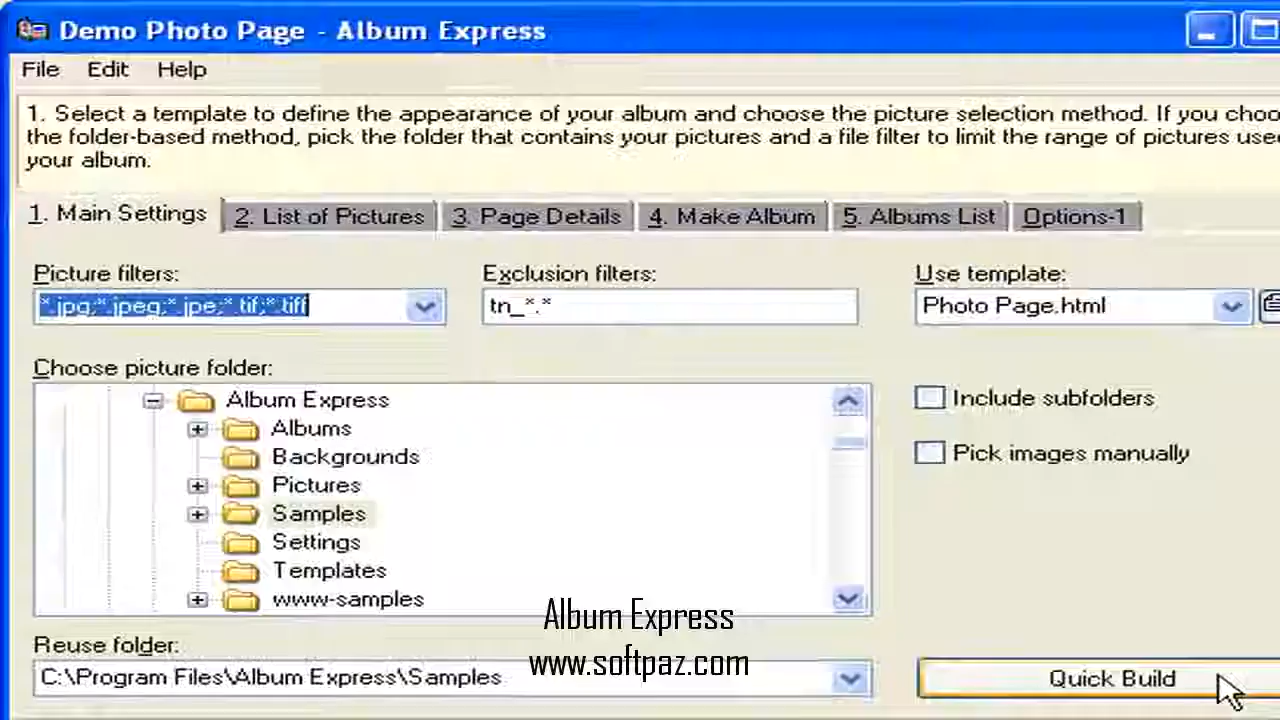 Demo Photo Page - Album Express
File Edit Help
1. Select a template to define the appearance of your album and choose the picture selection method. If you choo
the folder-based method, pick the folder that contains your pictures and a file filter to limit the range of pictures use
your album.
1. Main Settings 2. List of Pictures 3. Page Details 4. Make Album 5. Albums List Options-1
Picture filters: Exclusion filters: Use template:
*.jpg;*.jpeg;*.jpe;*.tif;*.tiff tn_*.* Photo Page.html
Choose picture folder:
Album Express
Include subfolders
Albums
Backgrounds
Pick images manually
Pictures
Samples
Settings
Templates
www-samples
Album Express
Reuse folder:
www.softpaz.com
C:\Program Files\Album Express\Samples
Quick Build